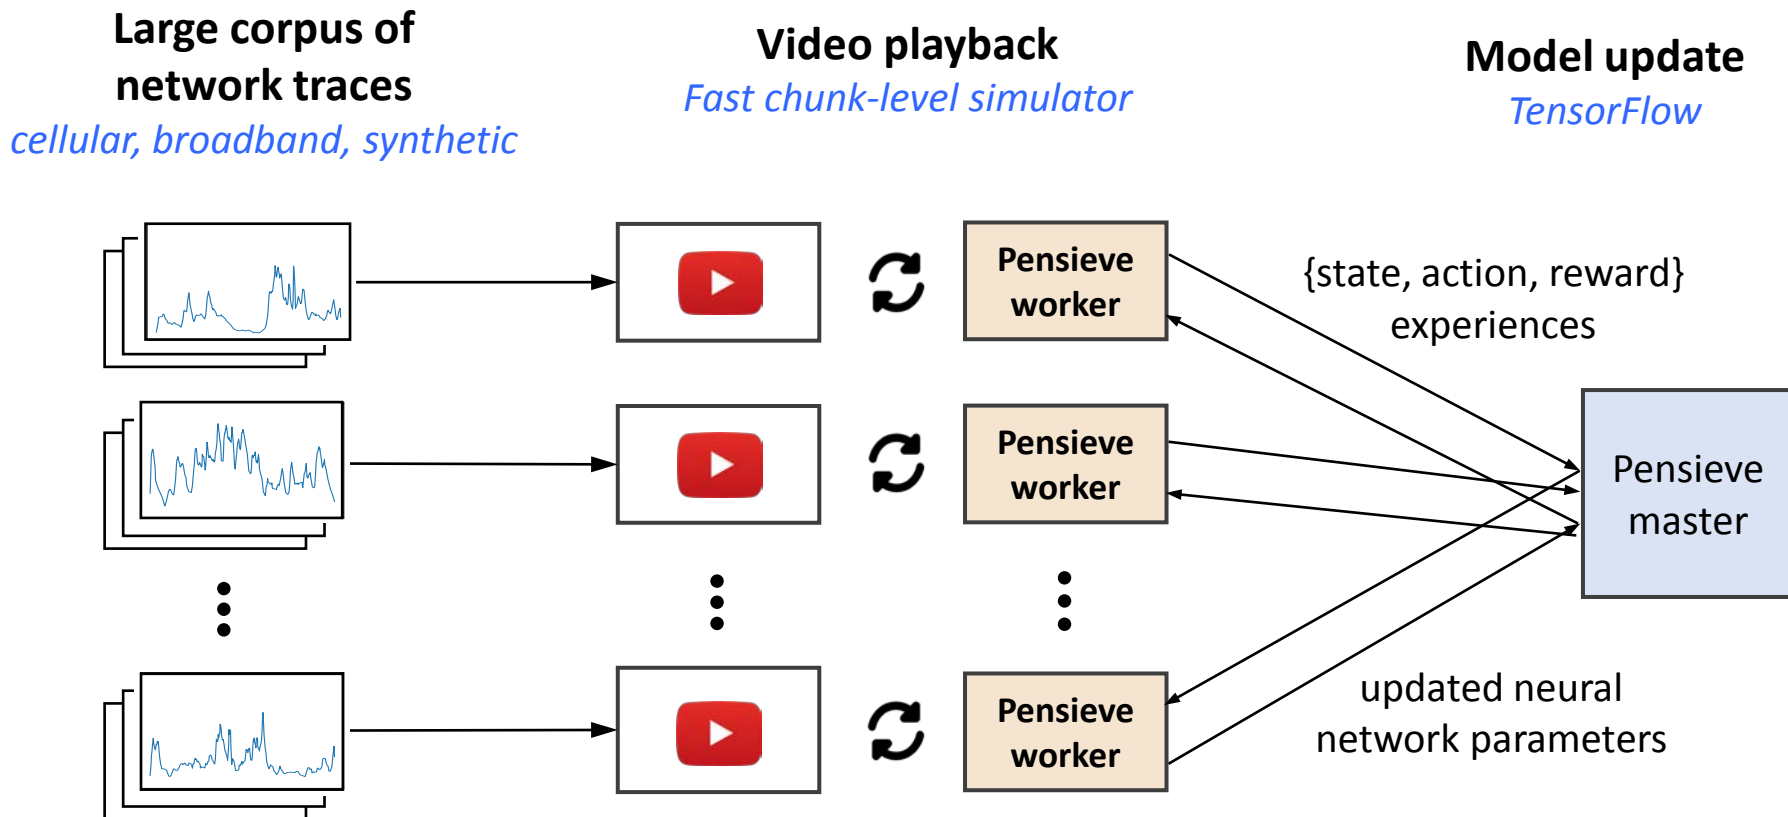 Large corpus of
network traces
cellular, broadband, synthetic
Video playback
Fast chunk-level simulator
Model update
TensorFlow
Pensieve
worker
{state, action, reward}
experiences
Pensieve
worker
Pensieve
master
Pensieve
worker
updated neural
network parameters